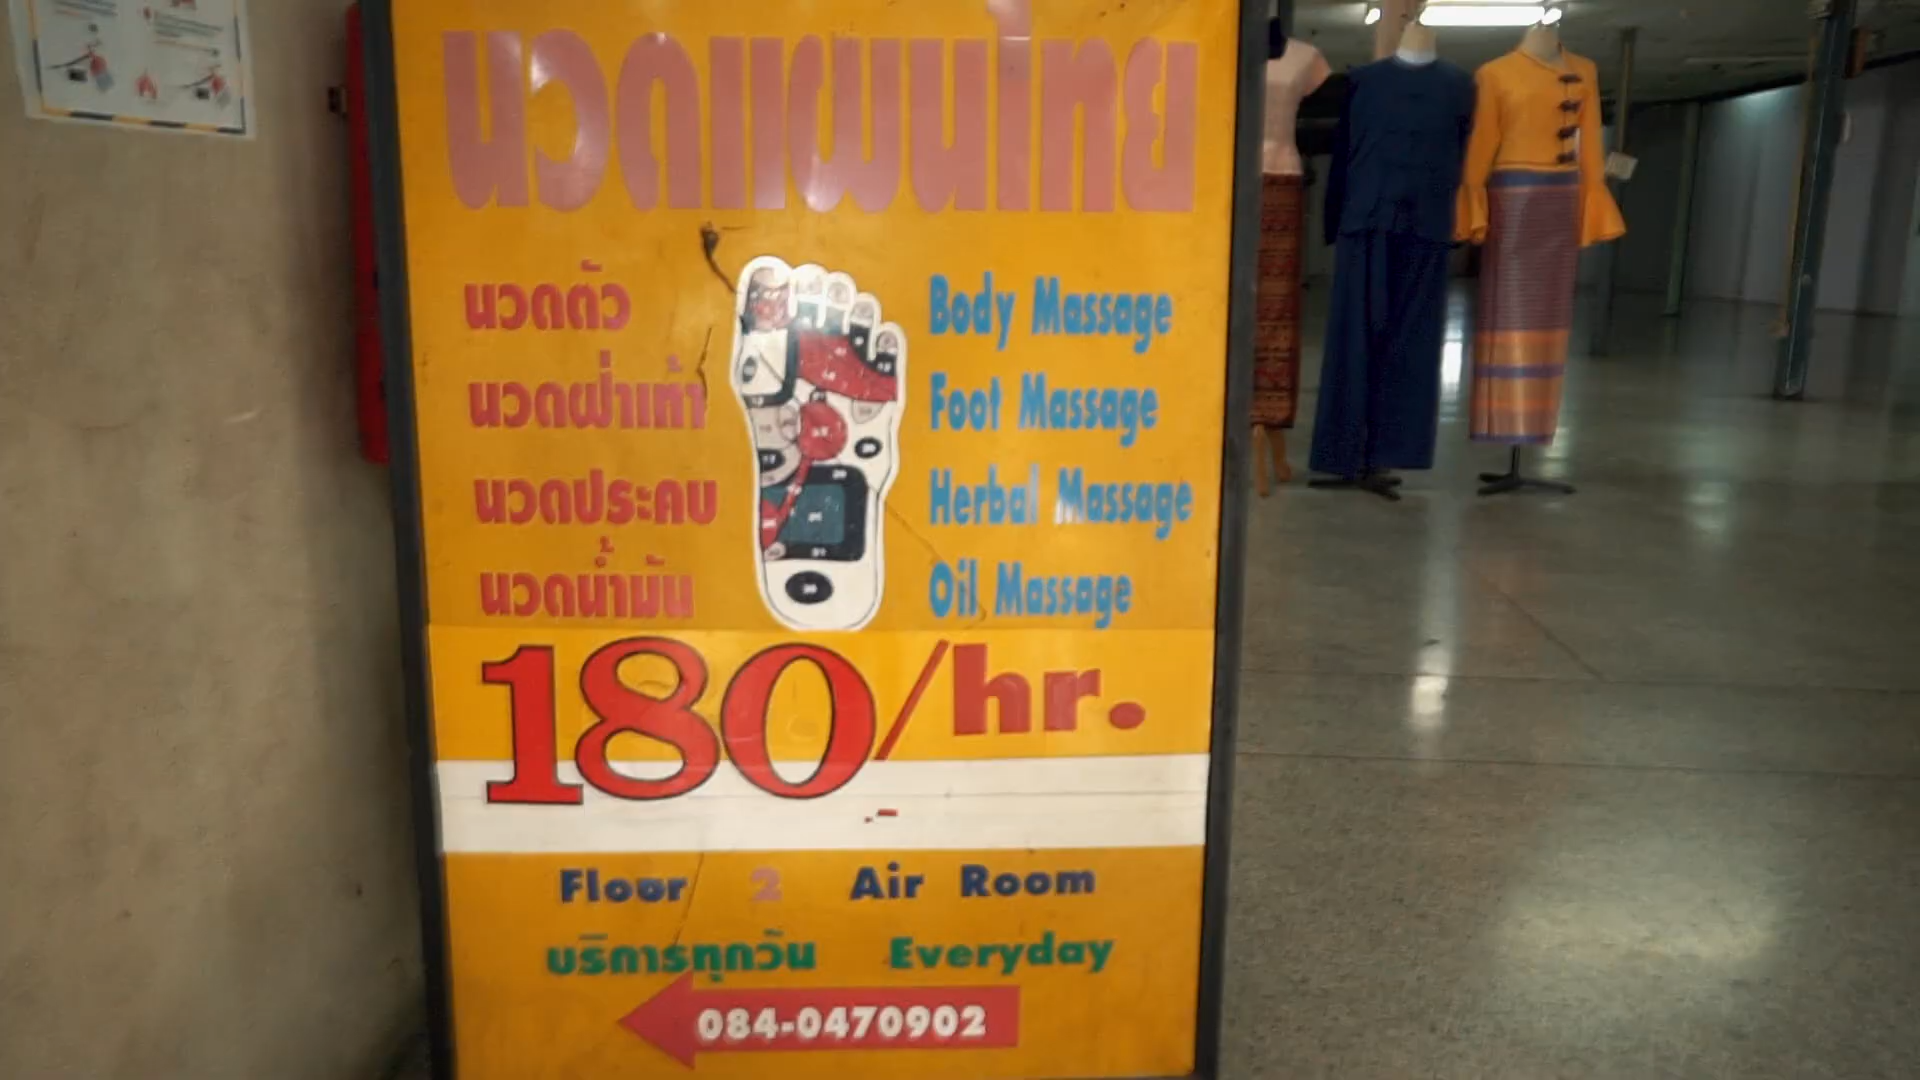 นวดแผนไทย
นวดตัว Body Massage
นวดฝ่าเท้า Foot Massage
นวดประคบ Herbal Massage
นวดน้ำมัน Oil Massage
180/hr.
.-
Floor 2 Air Room
บริการทุกวัน Everyday
084-0470902